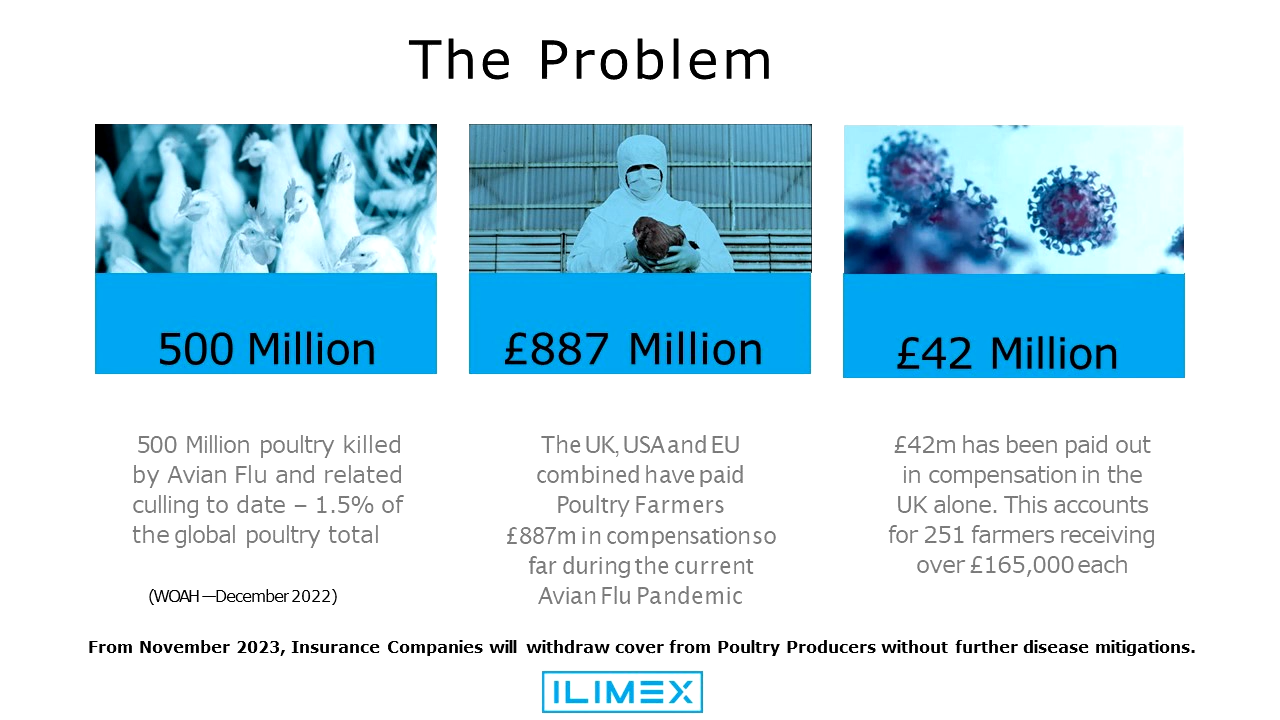 The Problem
500 Million
£887 Million
£42 Million
500 Million poultry killed
by Avian Flu and related
culling to date – 1.5% of
the global poultry total
(WOAH —December 2022)
The UK, USA and EU
combined have paid
Poultry Farmers
£887m in compensation so
far during the current
Avian Flu Pandemic
£42m has been paid out
in compensation in the
UK alone. This accounts
for 251 farmers receiving
over £165,000 each
From November 2023, Insurance Companies will withdraw cover from Poultry Producers without further disease mitigations.
ILIMEX